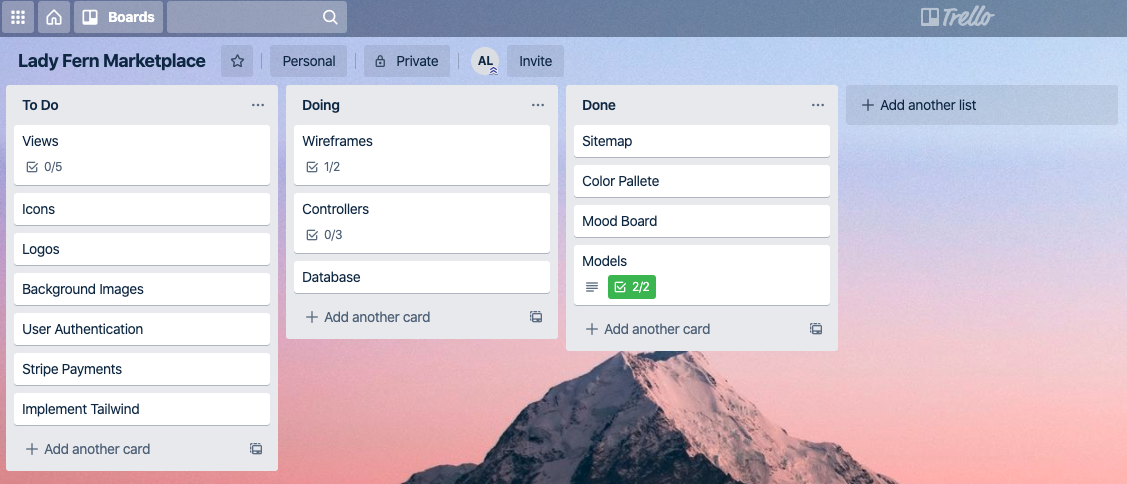 Boards
Trello
Lady Fern Marketplace
Personal
Private
AL
Invite
To Do
Views
0/5
Icons
Logos
Background Images
User Authentication
Stripe Payments
Implement Tailwind
Add another card
Doing
Wireframes
1/2
Controllers
0/3
Database
Add another card
Done
Sitemap
Color Pallete
Mood Board
Models
2/2
Add another card
Add another list